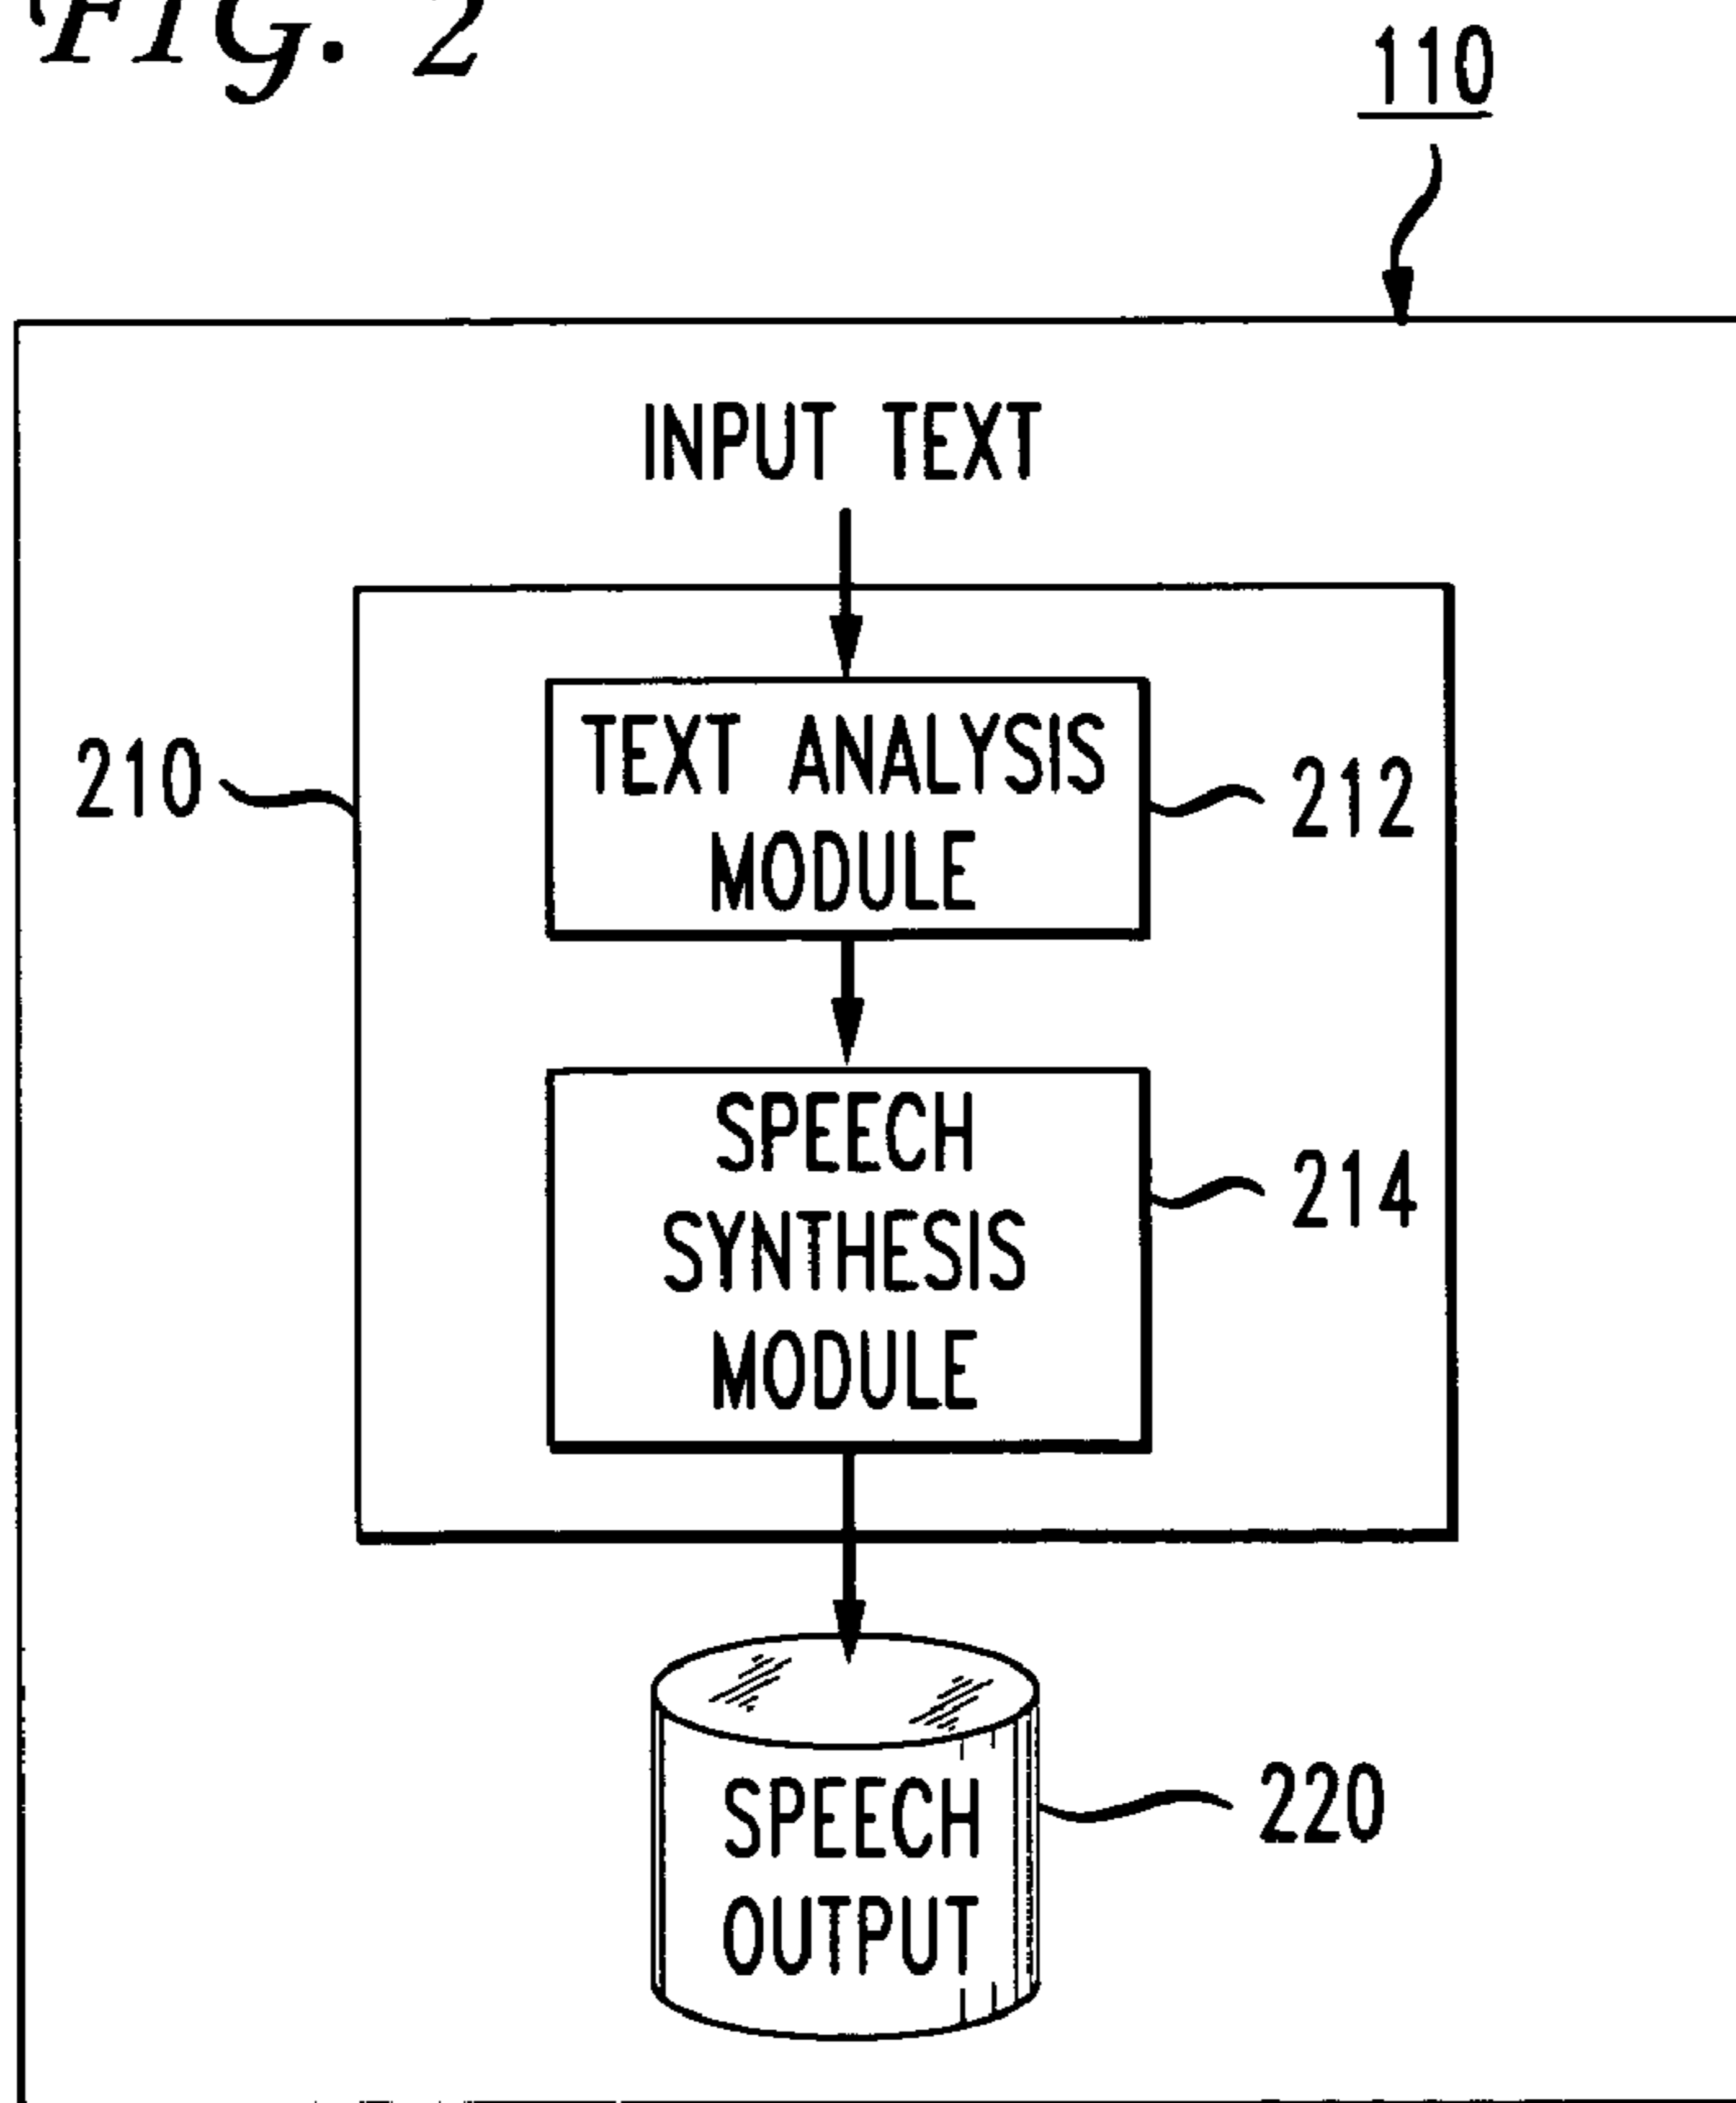 FIG. 2
110
INPUT TEXT
210
TEXT ANALYSIS
MODULE
212
SPEECH
SYNTHESIS
MODULE
214
SPEECH
OUTPUT
220